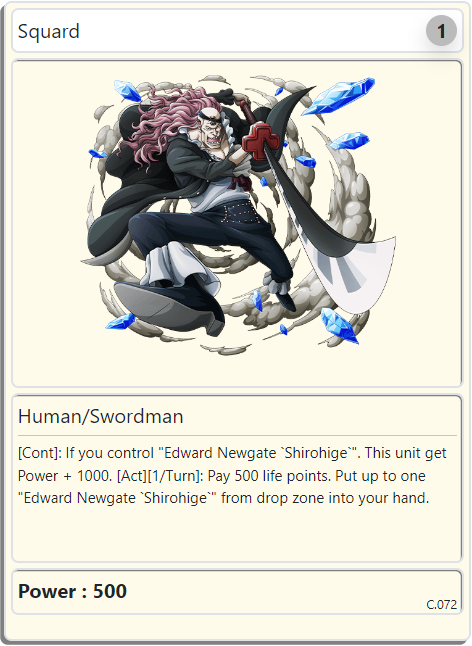 Squard
1
Human/Swordman
[Cont]: If you control "Edward Newgate `Shirohige`". This unit get
Power + 1000. [Act][1/Turn]: Pay 500 life points. Put up to one
"Edward Newgate `Shirohige`" from drop zone into your hand.
Power : 500
C.072